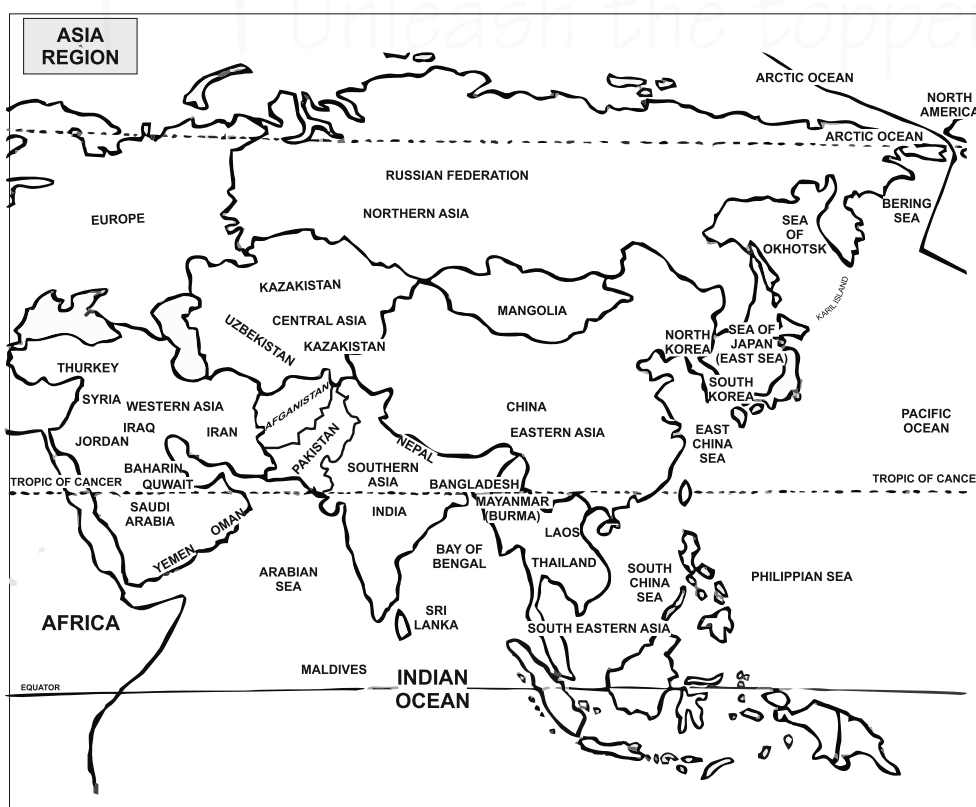 Unleash the topper
ASIA
REGION
ARCTIC OCEAN
NORTH
AMERICA
ARCTIC OCEAN
RUSSIAN FEDERATION
NORTHERN ASIA
EUROPE
BERING
SEA
SEA
OF
OKHOTSK
KARIL ISLAND
KAZAKISTAN
MANGOLIA
UZBEKISTAN
CENTRAL ASIA
KAZAKISTAN
NORTH
KOREA
SEA OF
JAPAN
(EAST SEA)
THURKEY
SOUTH
KOREA
SYRIA
WESTERN ASIA
AFGANISTAN
CHINA
IRAQ
IRAN
JORDAN
EASTERN ASIA
PACIFIC
OCEAN
EAST
CHINA
SEA
PAKISTAN
NEPAL
BAHARIN
QUWAIT
SOUTHERN
ASIA
TROPIC OF CANCER
BANGLADESH
TROPIC OF CANCE
SAUDI
ARABIA
OMAN
INDIA
MAYANMAR
(BURMA)
LAOS
YEMEN
ARABIAN
SEA
BAY OF
BENGAL
THAILAND
SOUTH
CHINA
SEA
PHILIPPIAN SEA
AFRICA
SRI
LANKA
SOUTH EASTERN ASIA
MALDIVES
INDIAN
OCEAN
EQUATOR